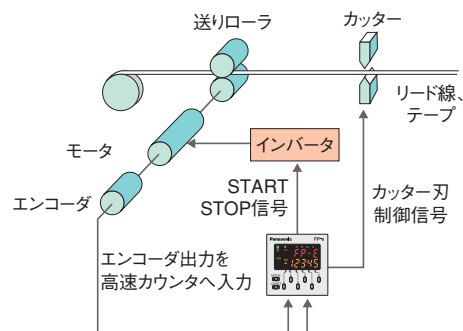 送りローラ
カッター
リード線、
テープ
モータ
インバータ
エンコーダ
START
STOP信号
カッター刃
制御信号
エンコーダ出力を
高速カウンタへ入力
Panasonic
FP-E
12345